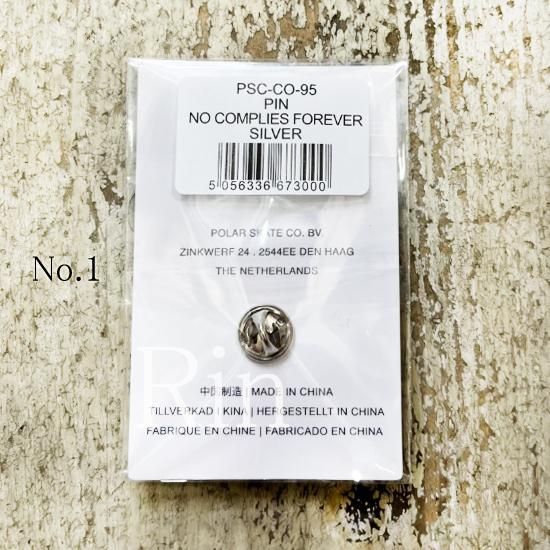 PSC-CO-95
PIN
NO COMPLIES FOREVER
SILVER
5 056336 673000
POLAR SKATE CO. BV.
ZINKWERF 24 . 2544EE DEN HAAG
THE NETHERLANDS
No.1
Rin
中国制造 | MADE IN CHINA
TILLVERKAD I KINA | HERGESTELLT IN CHINA
FABRIQUE EN CHINE | FABRICADO EN CHINA